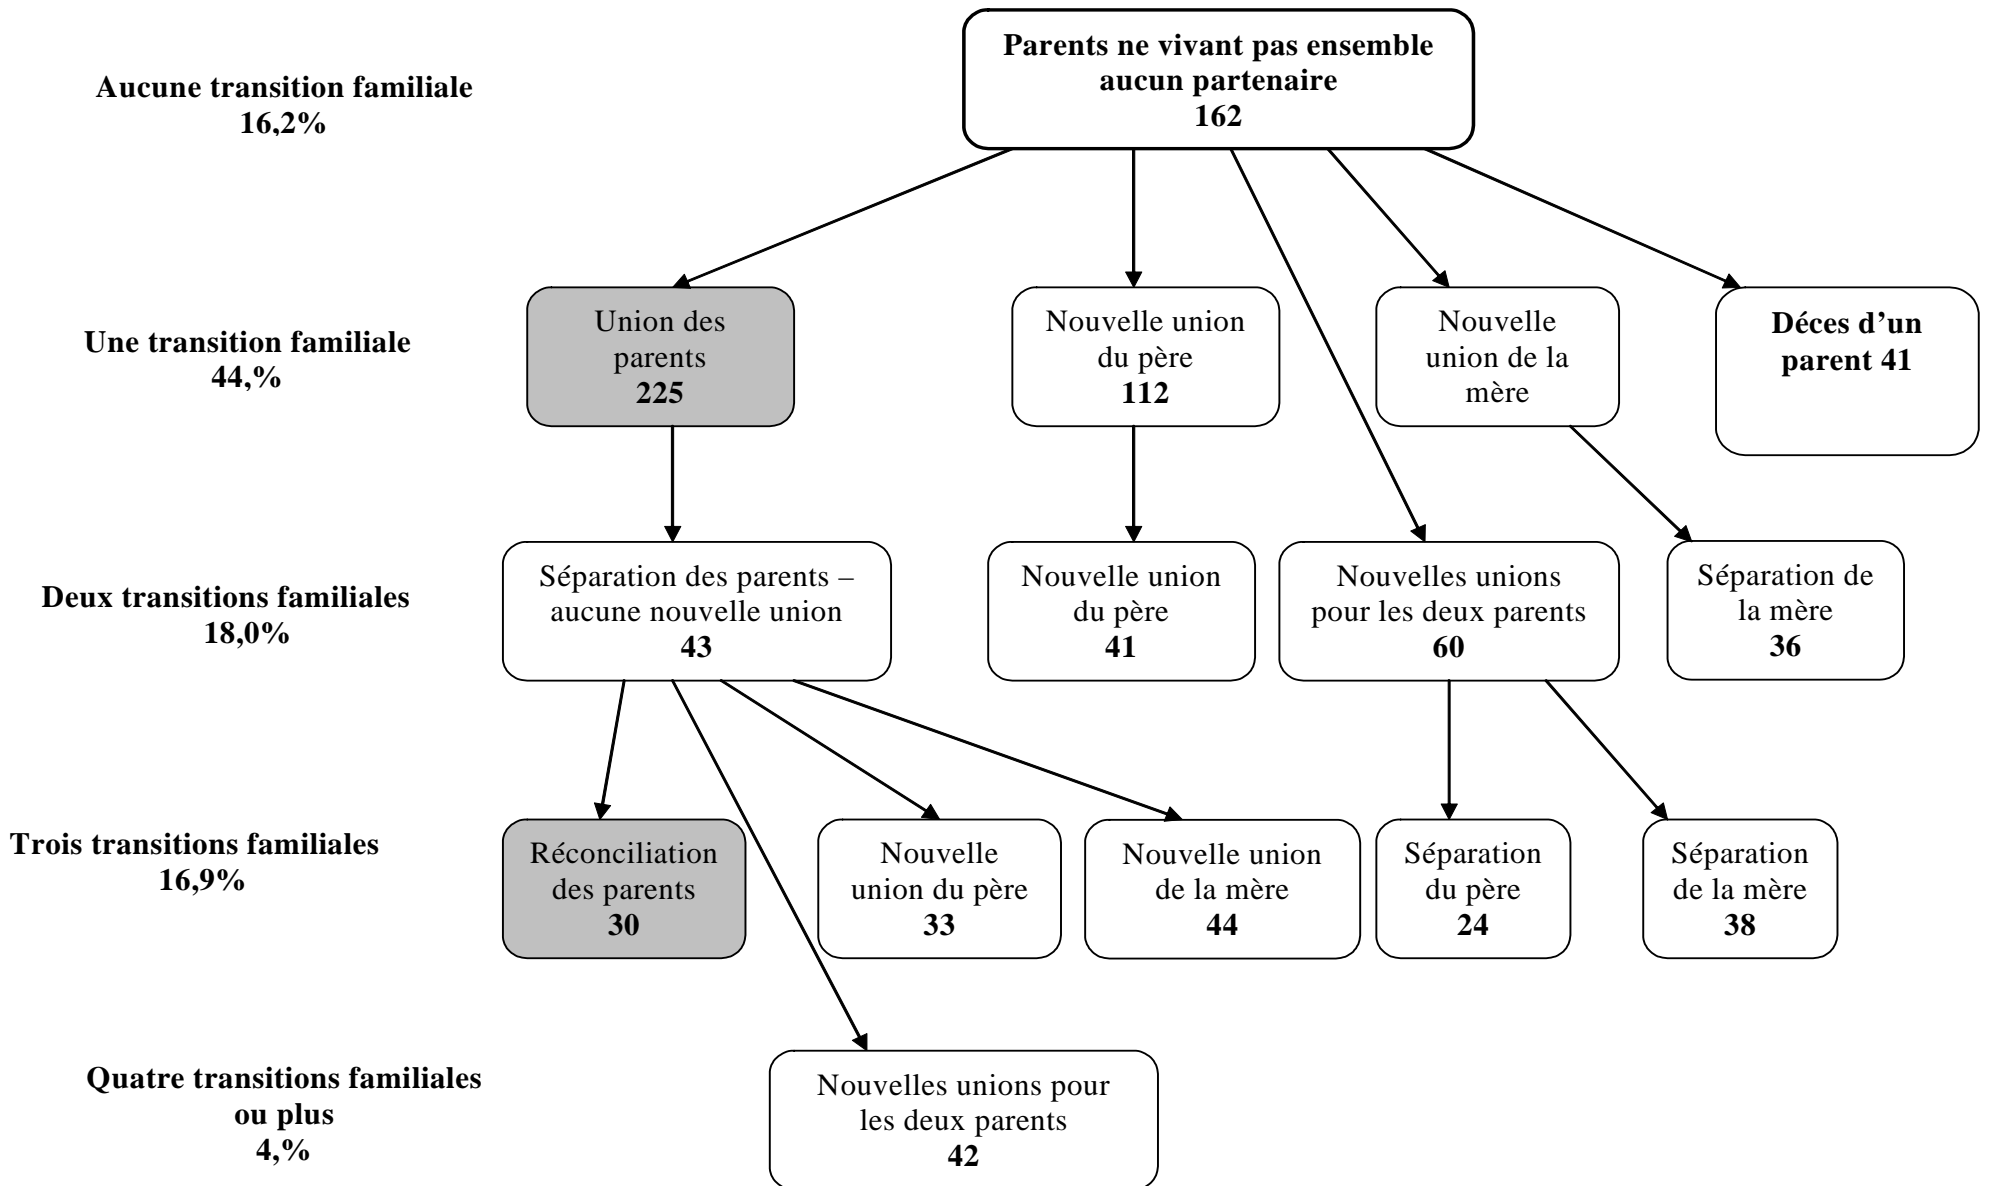 Parents ne vivant pas ensemble
aucun partenaire
162
Aucune transition familiale
16,2%
Une transition familiale
44,%
Union des
parents
225
Nouvelle union
du père
112
Nouvelle
union de la
mère
Déces d’un
parent 41
Deux transitions familiales
18,0%
Séparation des parents –
aucune nouvelle union
43
Nouvelle union
du père
41
Nouvelles unions
pour les deux parents
60
Séparation de
la mère
36
Trois transitions familiales
16,9%
Réconciliation
des parents
30
Nouvelle
union du père
33
Nouvelle union
de la mère
44
Séparation
du père
24
Séparation
de la mère
38
Quatre transitions familiales
ou plus
4,%
Nouvelles unions pour
les deux parents
42